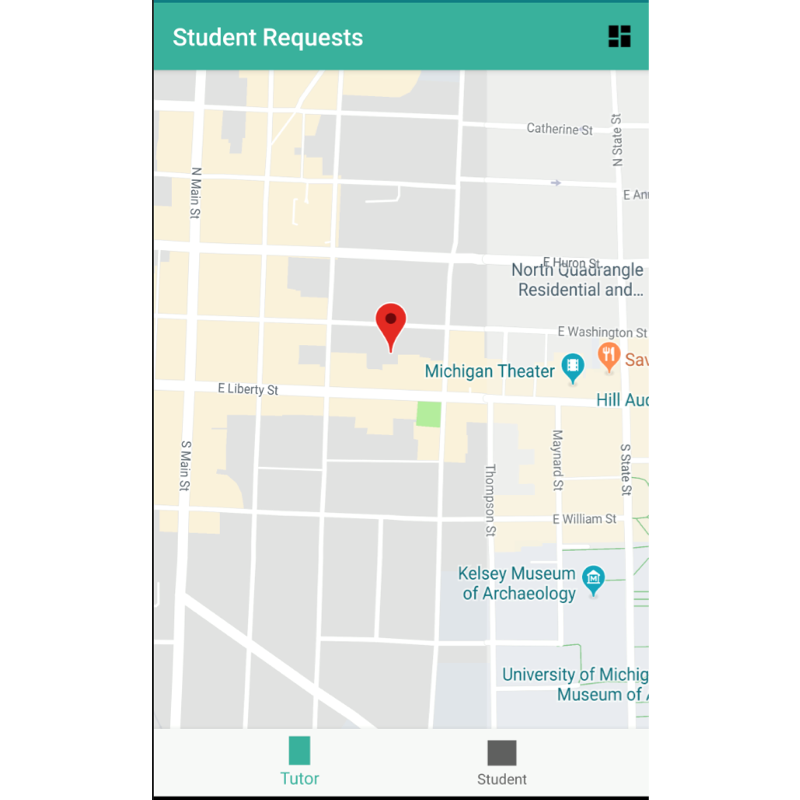 Student Requests
Catherine St
N State St
N Main St
E Ann
E Huron St
North Quadrangle
Residential and...
E Washington St
Michigan Theater
Sav
E Liberty St
Hill Aud
S Main St
Maynard St
S State St
Thompson St
E William St
Kelsey Museum
of Archaeology
University of Michig
Museum of A
Tutor
Student